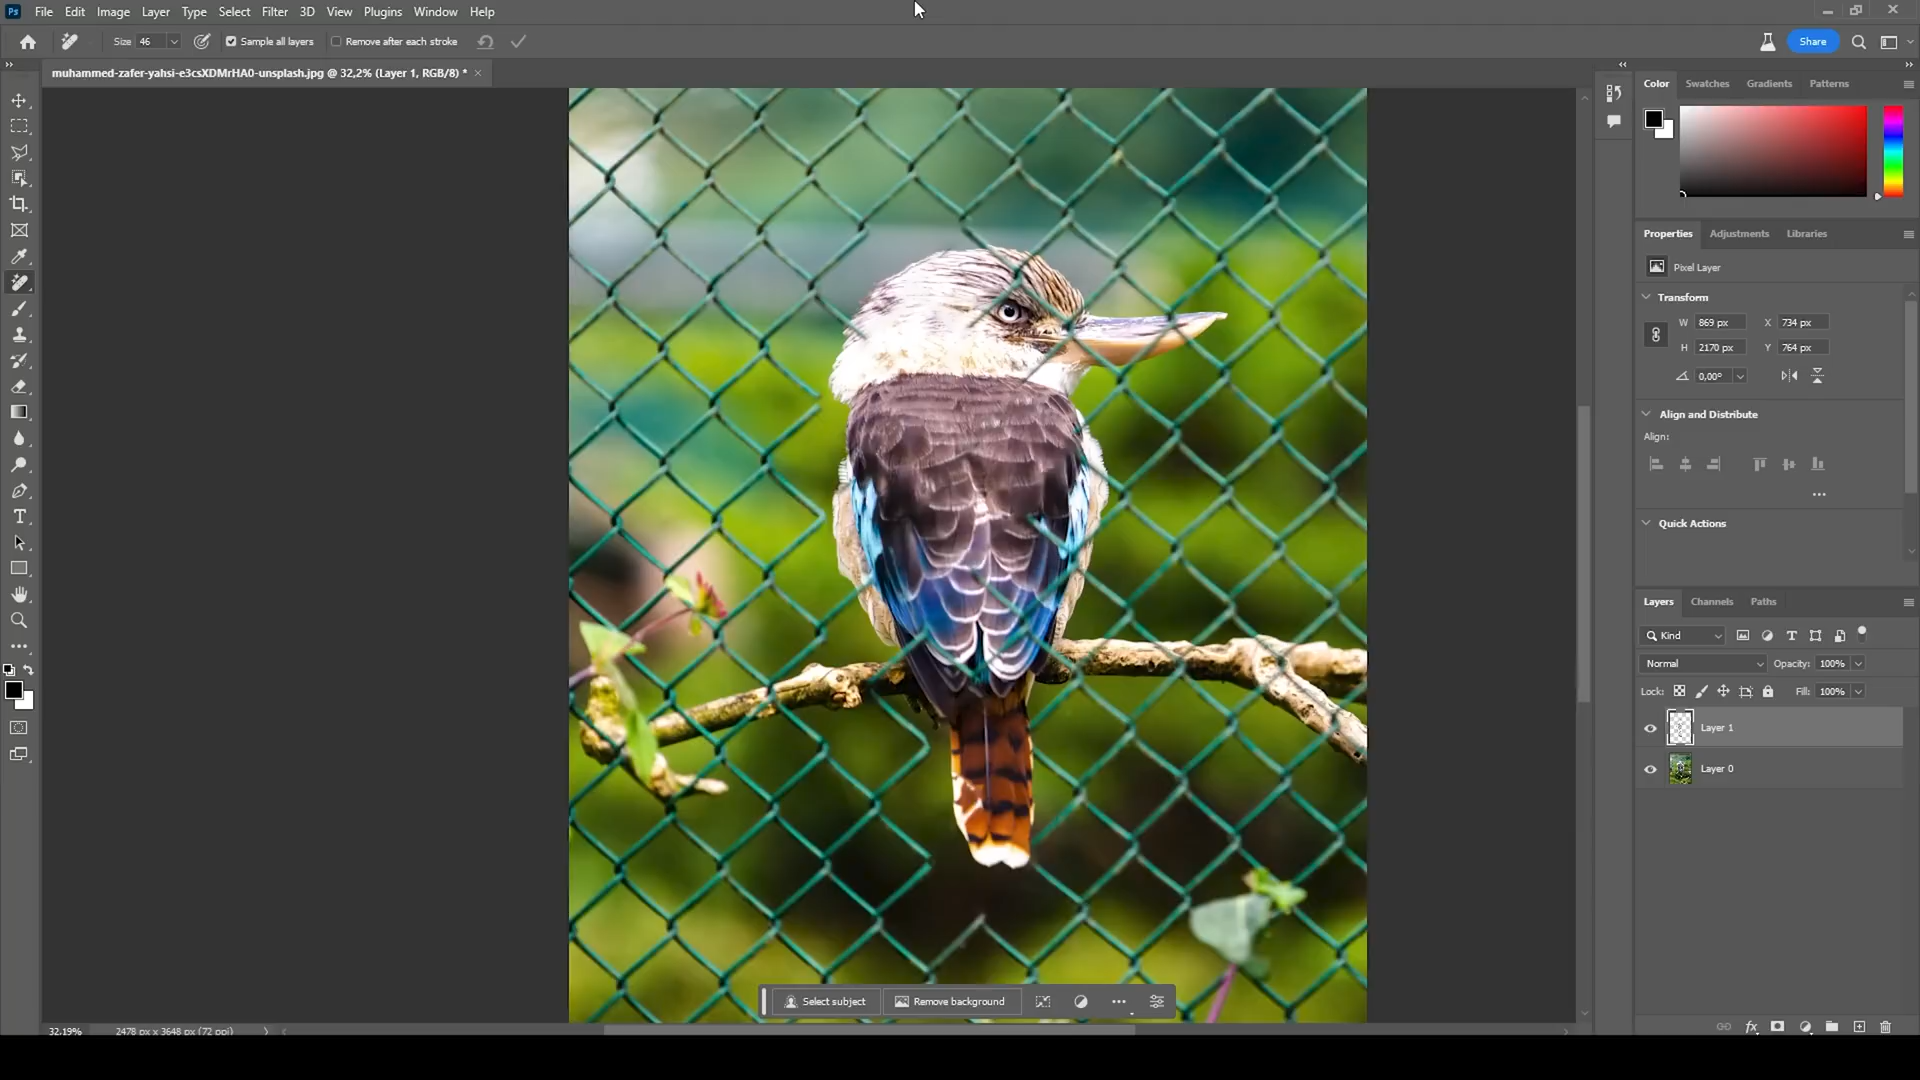 Ps File Edit Image Layer Type Select Filter 3D View Plugins Window Help
Size 46 Sample all layers Remove after each stroke Share
muhammed-zafer-yahsi-e3csXDMrHA0-unsplash.jpg @ 32,2% (Layer 1, RGB/8) *
Color Swatches Gradients Patterns
Properties Adjustments Libraries
Pixel Layer
Transform
W 869 px X 734 px
H 2170 px Y 764 px
0,00°
Align and Distribute
Align:
Quick Actions
Layers Channels Paths
Kind
Normal Opacity: 100%
Lock: Fill: 100%
Layer 1
Layer 0
Select subject Remove background
32.19% 2478 px x 3648 px (72 ppi)